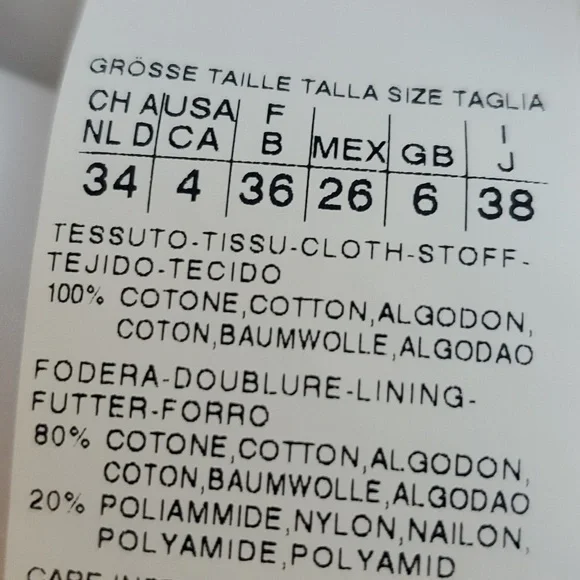 GRÖSSE TAILLE TALLA SIZE TAGLIA
CH A USA F I
NL D CA B MEX GB J
34 4 36 26 6 38
TESSUTO-TISSU-CLOTH-STOFF-
TEJIDO-TECIDO
100% COTONE,COTTON,ALGODON,
COTON,BAUMWOLLE,ALGODAO
FODERA-DOUBLURE-LINING-
FUTTER-FORRO
80% COTONE,COTTON,ALGODON,
COTON,BAUMWOLLE,ALGODAO
20% POLIAMMIDE,NYLON,NAILON,
POLYAMIDE,POLYAMID
CARE